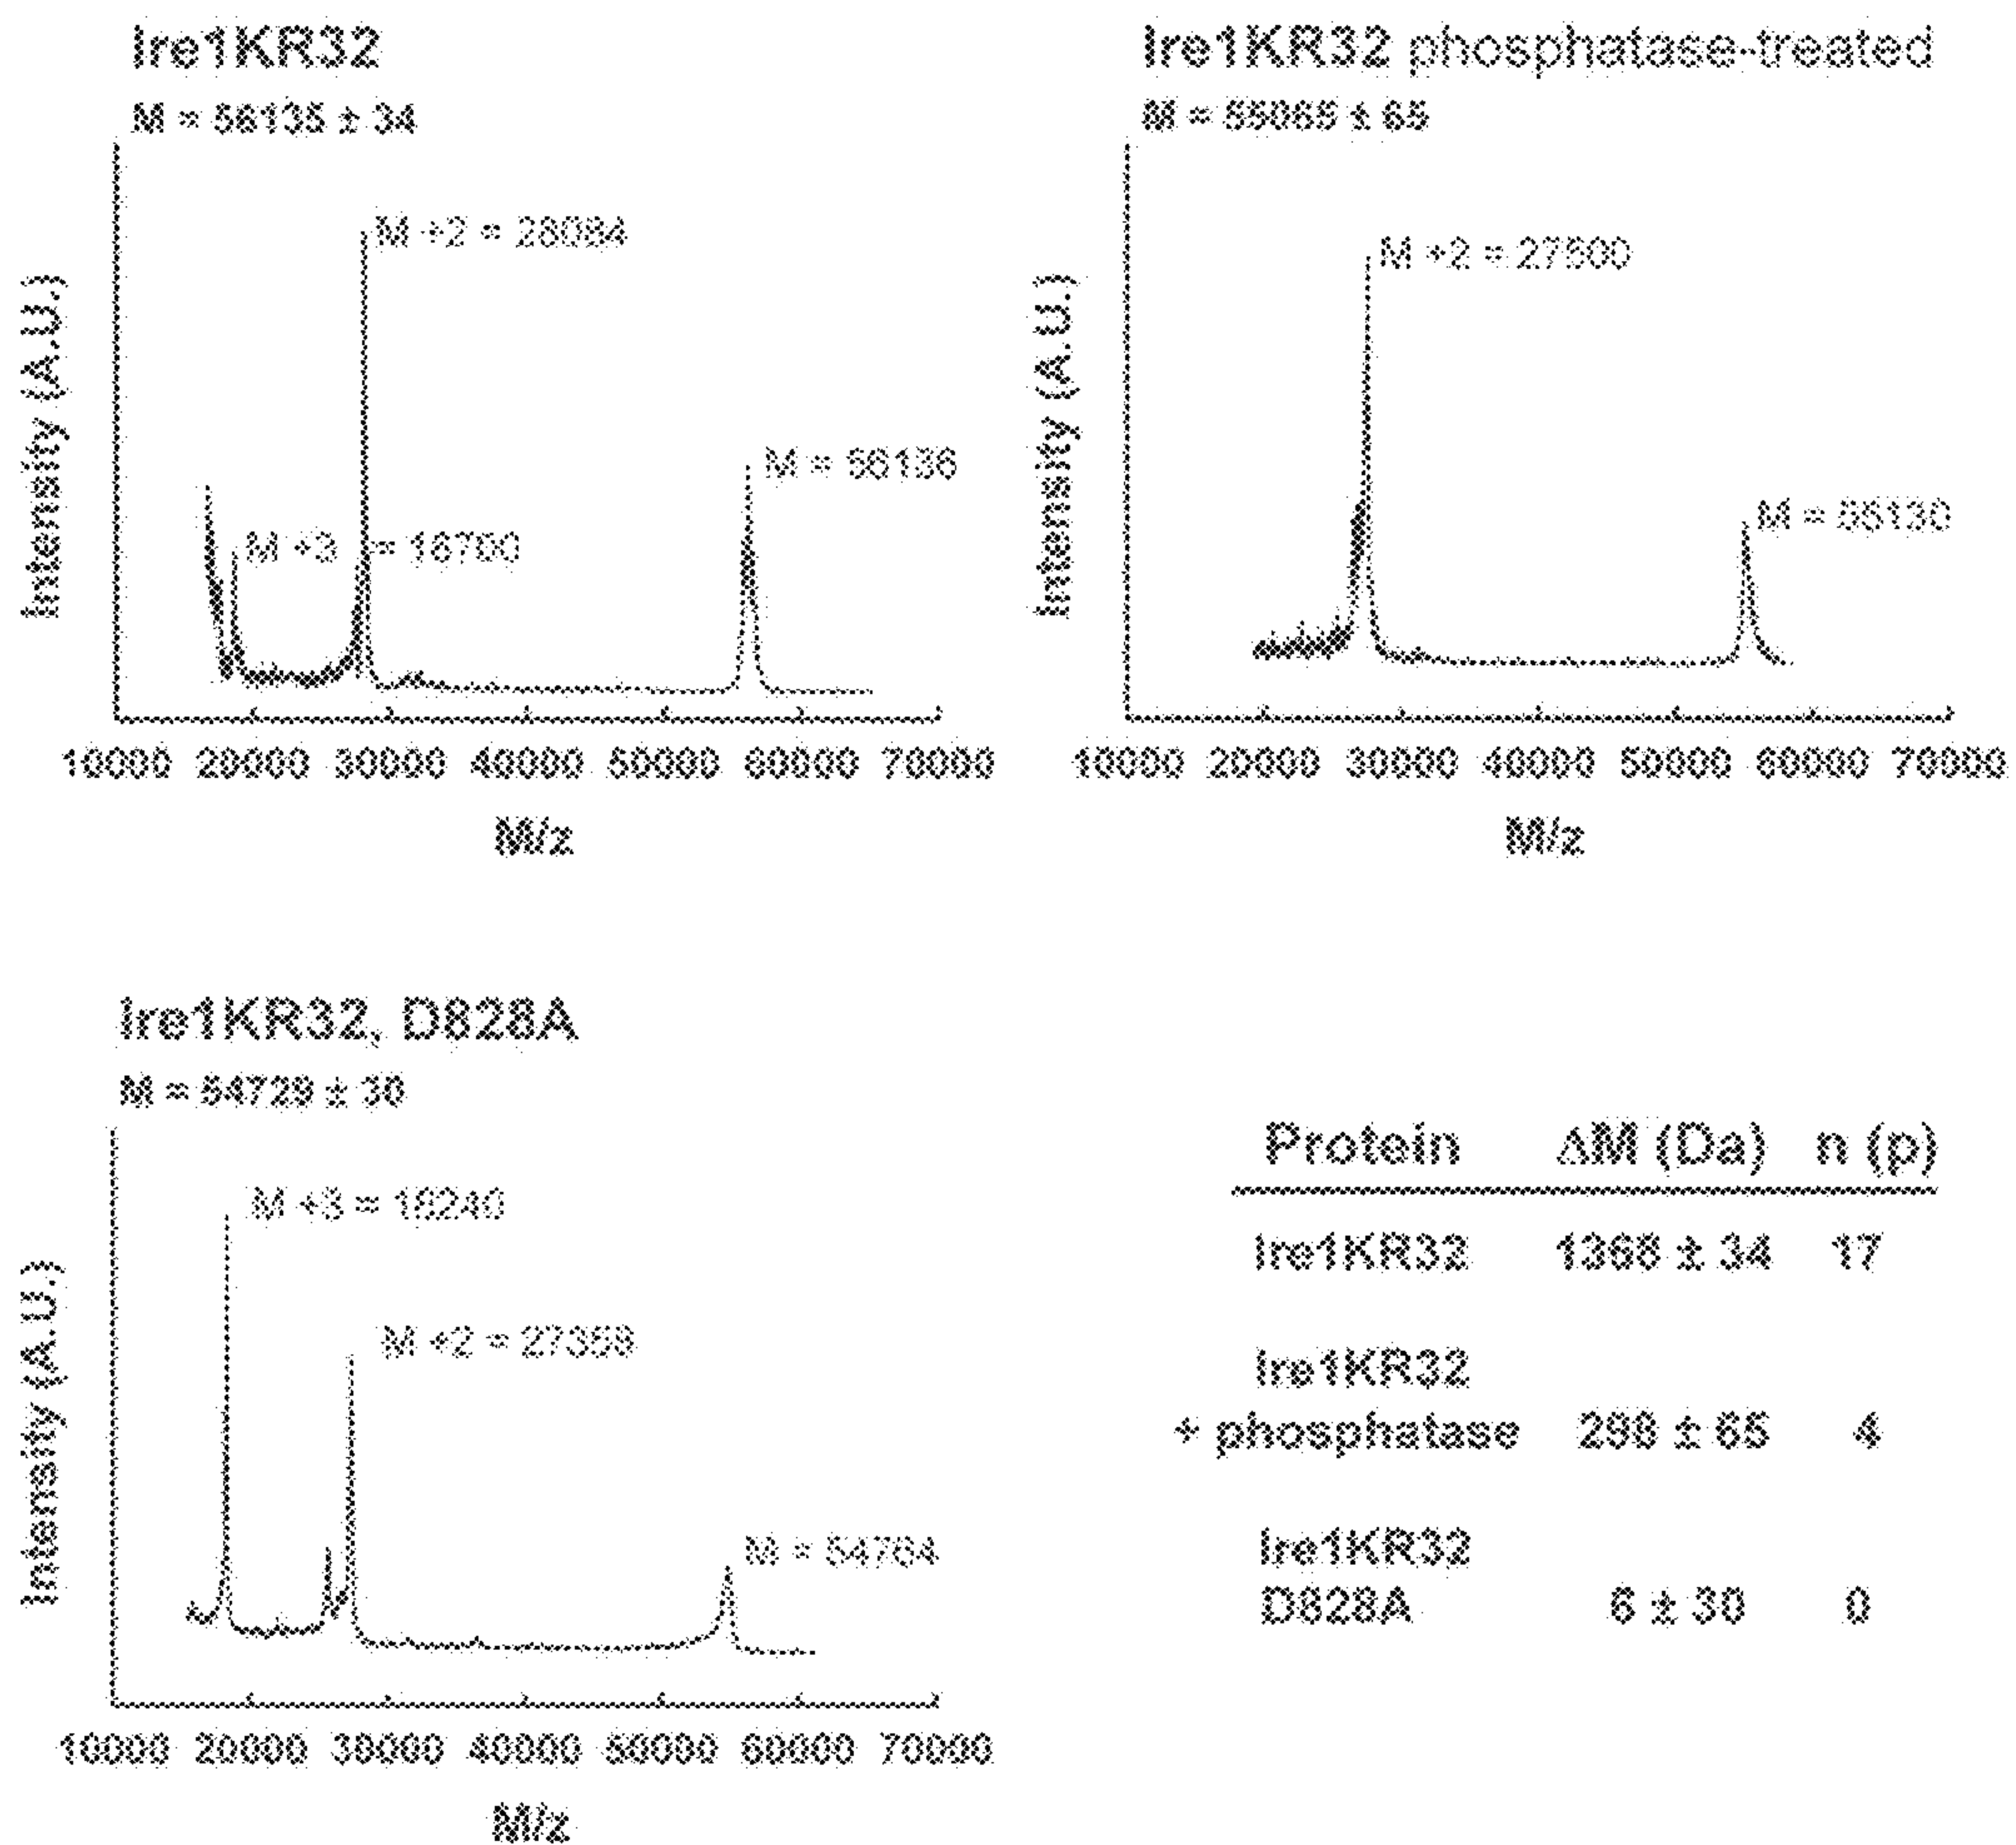 Ire1KR32
M = 56135 ± 34
M +2 = 28084
M = 56136
M +3 = 18700
Intensity (A.U.)
10000 20000 30000 40000 50000 60000 70000
M/z
Ire1KR32 phosphatase-treated
M = 55065 ± 65
M +2 = 27500
M = 55130
Intensity (A.U.)
10000 20000 30000 40000 50000 60000 70000
M/z
Ire1KR32, D828A
M = 54729 ± 30
M +3 = 18240
M +2 = 27359
M = 54764
Intensity (A.U.)
10000 20000 30000 40000 50000 60000 70000
M/z
Protein ΔM (Da) n (p)
Ire1KR32 1368 ± 34 17
Ire1KR32
+ phosphatase 298 ± 65 4
Ire1KR32
D828A 6 ± 30 0